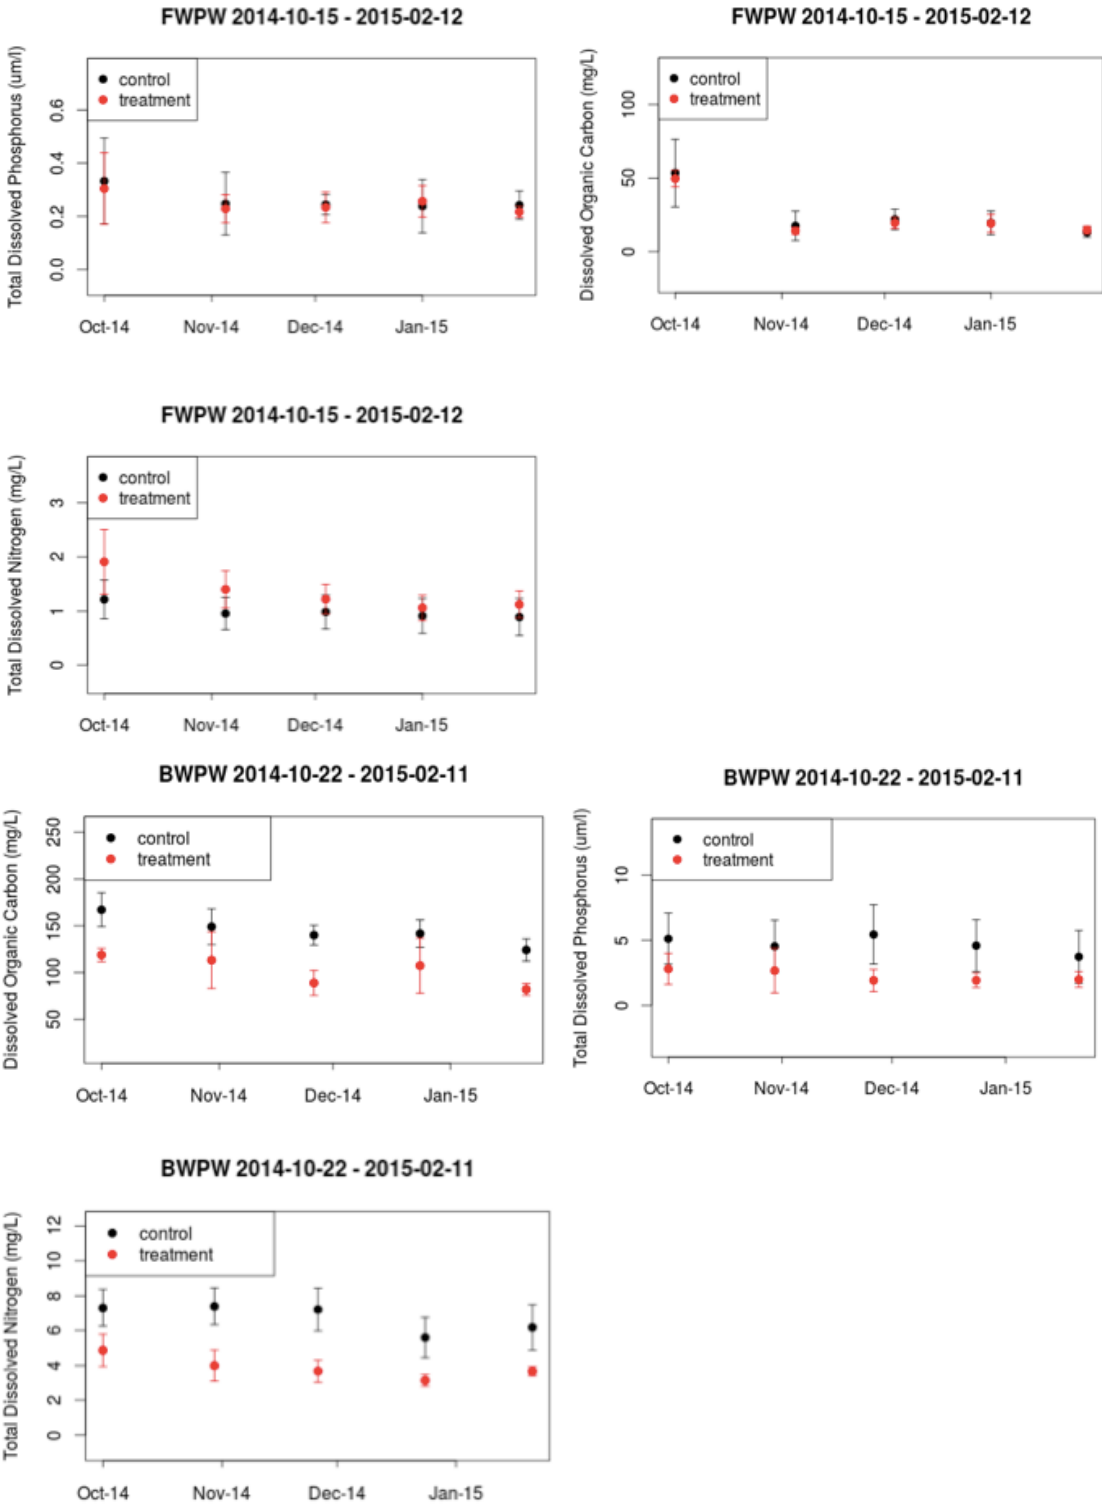 FWPW 2014-10-15 - 2015-02-12
Total Dissolved Phosphorus (um/l)
0.0 0.2 0.4 0.6
control
treatment
Oct-14 Nov-14 Dec-14 Jan-15
FWPW 2014-10-15 - 2015-02-12
Dissolved Organic Carbon (mg/L)
0 50 100
control
treatment
Oct-14 Nov-14 Dec-14 Jan-15
FWPW 2014-10-15 - 2015-02-12
Total Dissolved Nitrogen (mg/L)
0 1 2 3
control
treatment
Oct-14 Nov-14 Dec-14 Jan-15
BWPW 2014-10-22 - 2015-02-11
Dissolved Organic Carbon (mg/L)
50 100 150 200 250
control
treatment
Oct-14 Nov-14 Dec-14 Jan-15
BWPW 2014-10-22 - 2015-02-11
Total Dissolved Phosphorus (um/l)
0 5 10
control
treatment
Oct-14 Nov-14 Dec-14 Jan-15
BWPW 2014-10-22 - 2015-02-11
Total Dissolved Nitrogen (mg/L)
0 2 4 6 8 10 12
control
treatment
Oct-14 Nov-14 Dec-14 Jan-15